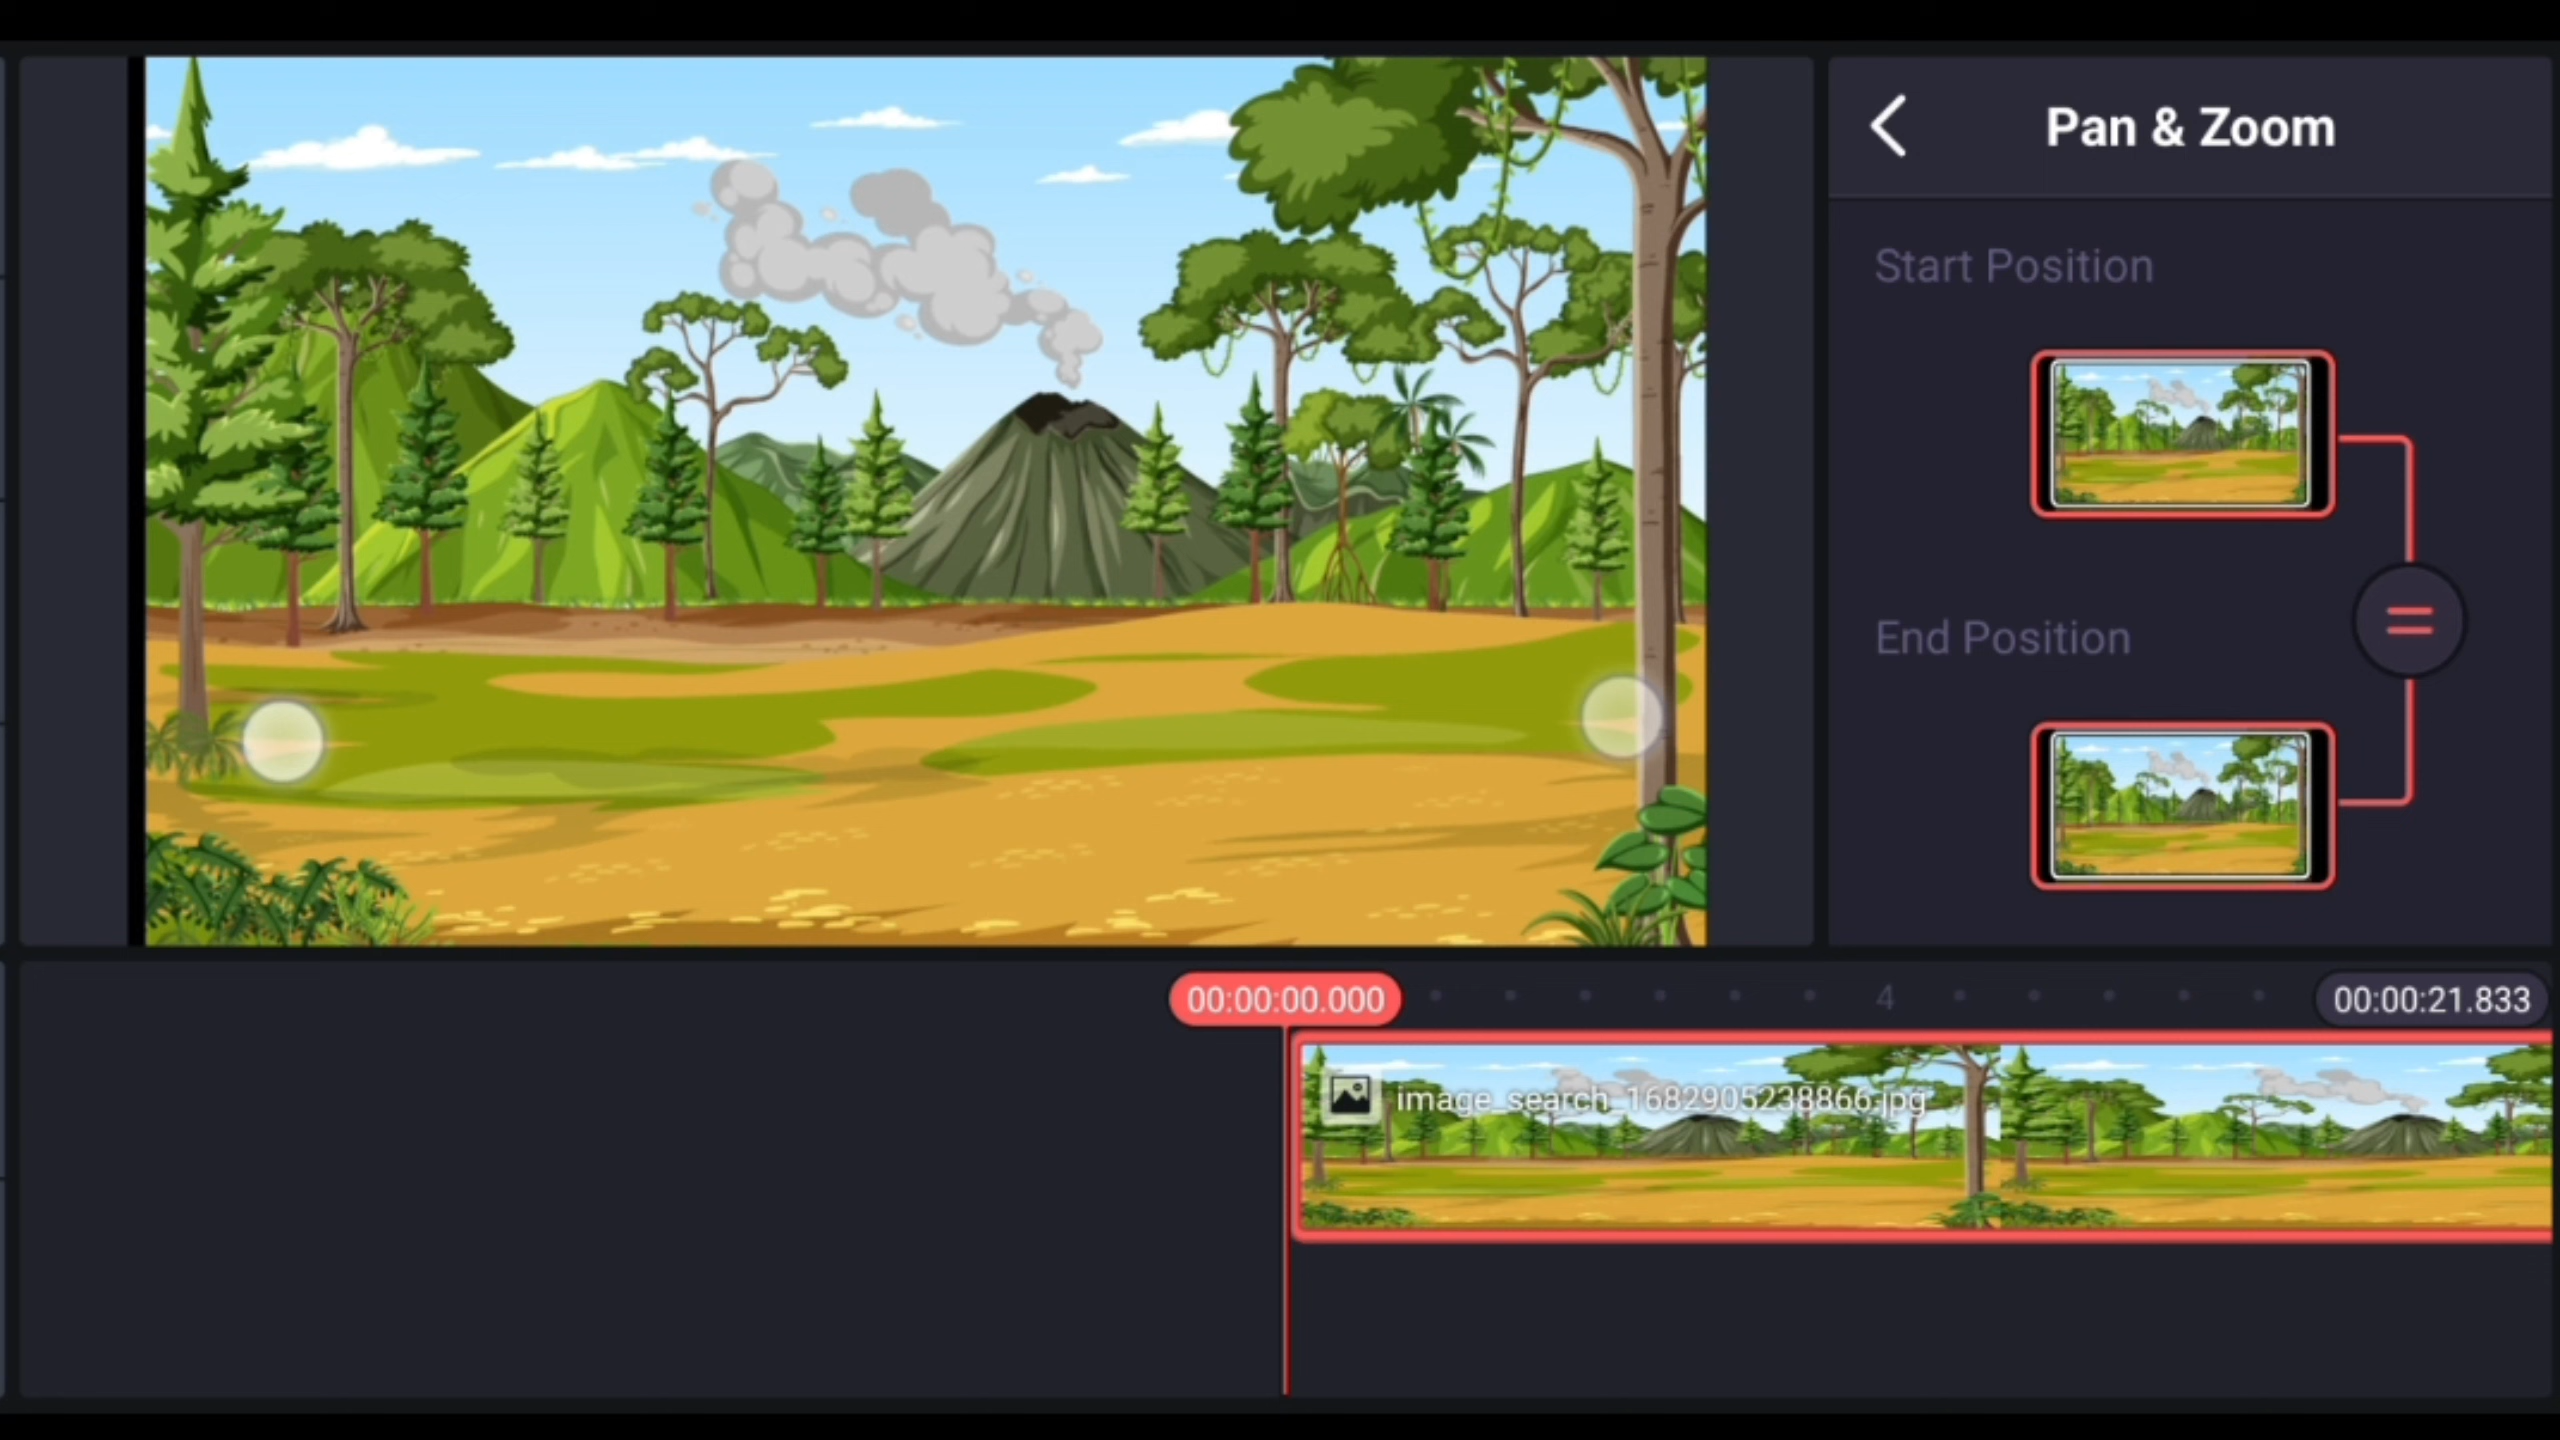 Pan & Zoom
Start Position
End Position
00:00:00.000
4
00:00:21.833
image_search_1682905238866.jpg